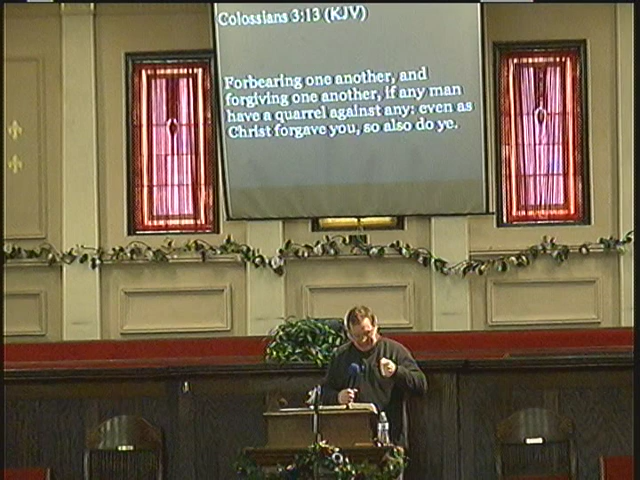 Colossians 3:13 (KJV)
Forbearing one another, and
forgiving one another, if any man
have a quarrel against any: even as
Christ forgave you, so also do ye.